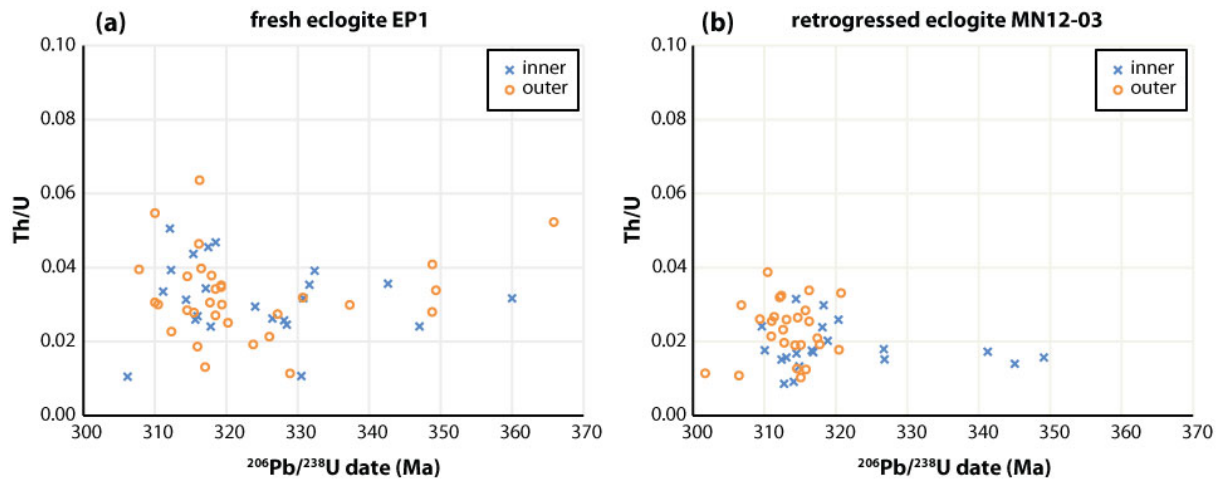 (a) fresh eclogite EP1
0.10
0.08
0.06
0.04
0.02
0.00
Th/U
× inner
○ outer
300 310 320 330 340 350 360 370
²⁰⁶Pb/²³⁸U date (Ma)
(b) retrogressed eclogite MN12-03
0.10
0.08
0.06
0.04
0.02
0.00
Th/U
× inner
○ outer
300 310 320 330 340 350 360 370
²⁰⁶Pb/²³⁸U date (Ma)